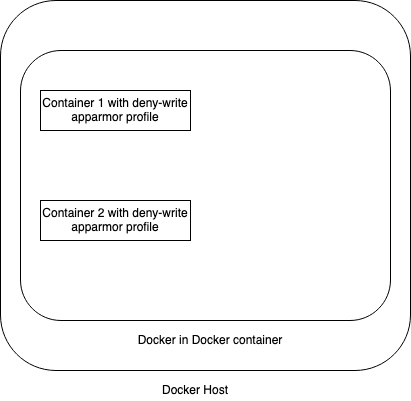 Container 1 with deny-write
apparmor profile
Container 2 with deny-write
apparmor profile
Docker in Docker container
Docker Host